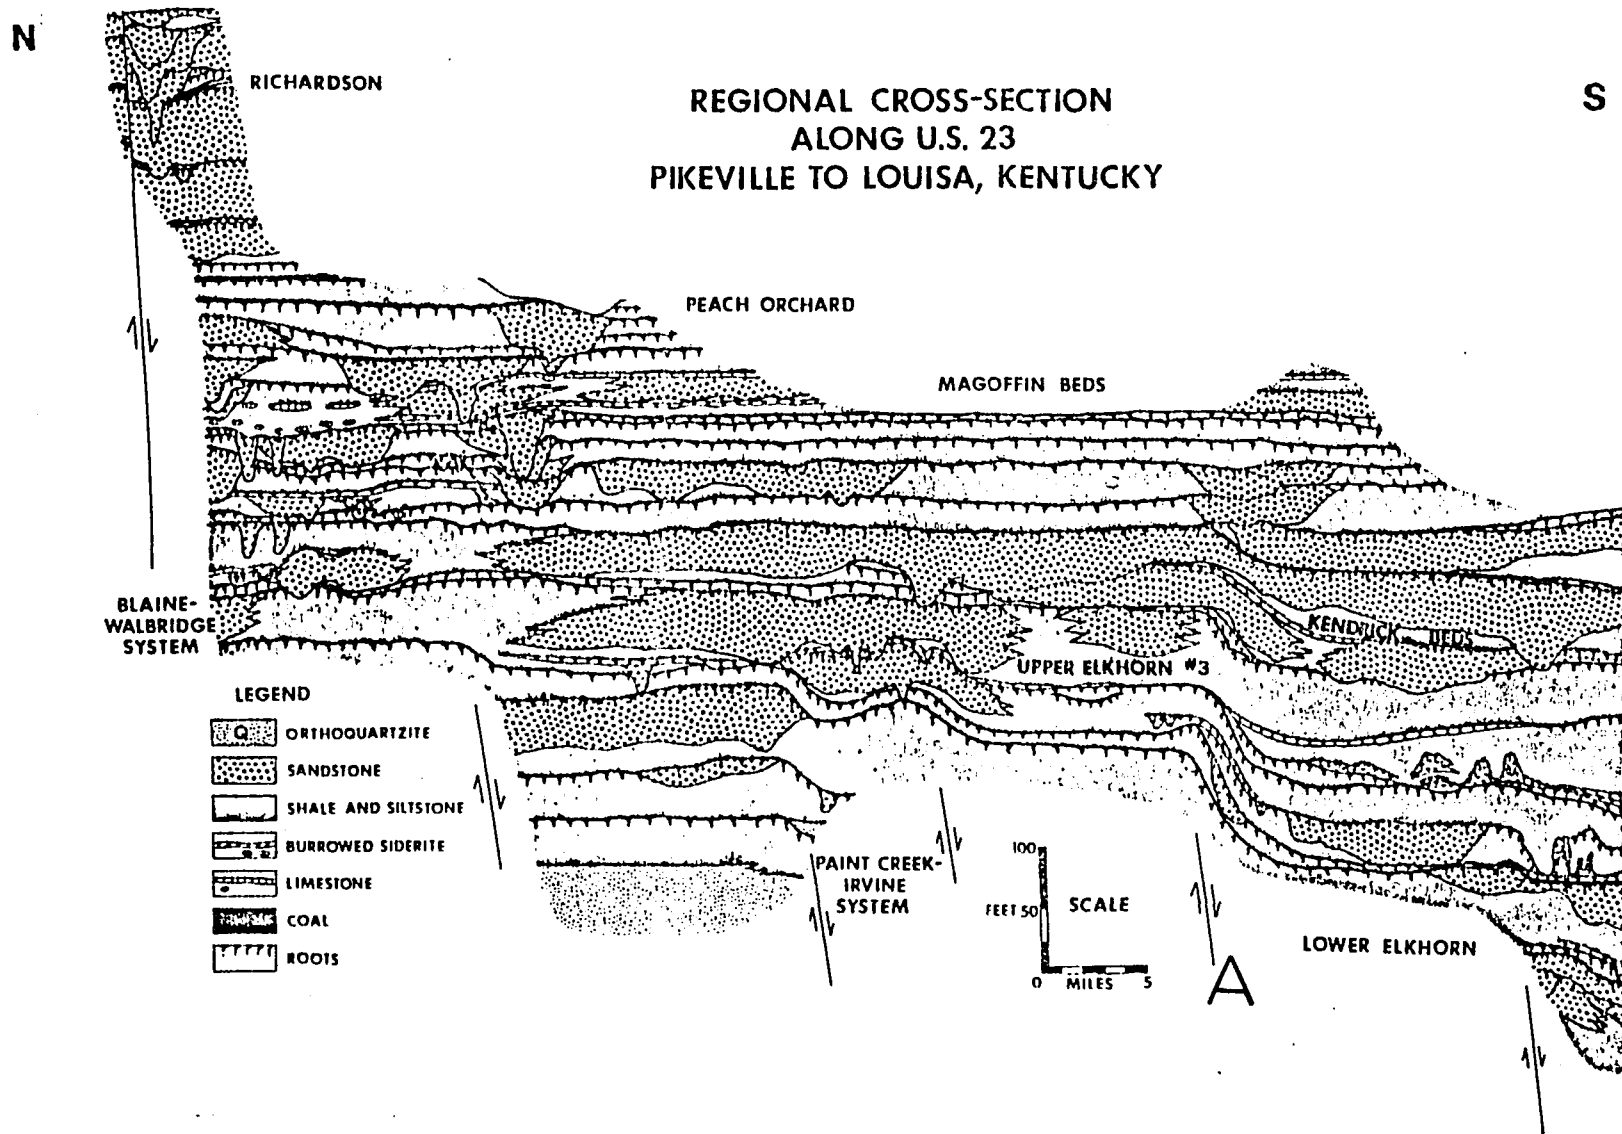 N
S
RICHARDSON
REGIONAL CROSS-SECTION
ALONG U.S. 23
PIKEVILLE TO LOUISA, KENTUCKY
PEACH ORCHARD
MAGOFFIN BEDS
BLAINE-
WALBRIDGE
SYSTEM
KENDRICK BEDS
UPPER ELKHORN #3
LEGEND
Q ORTHOQUARTZITE
SANDSTONE
SHALE AND SILTSTONE
BURROWED SIDERITE
LIMESTONE
COAL
ROOTS
PAINT CREEK-
IRVINE
SYSTEM
100
FEET 50
SCALE
0 MILES 5
A
LOWER ELKHORN